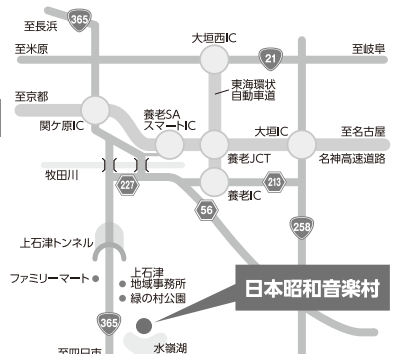 至長浜
365
大垣西IC
至米原
21
至岐阜
東海環状
自動車道
至京都
養老SA
スマートIC
関ケ原IC
大垣IC
至名古屋
養老JCT
名神高速道路
牧田川
227
213
養老IC
56
258
上石津トンネル
ファミリーマート
上石津
地域事務所
緑の村公園
日本昭和音楽村
365
水嶺湖
至四日市